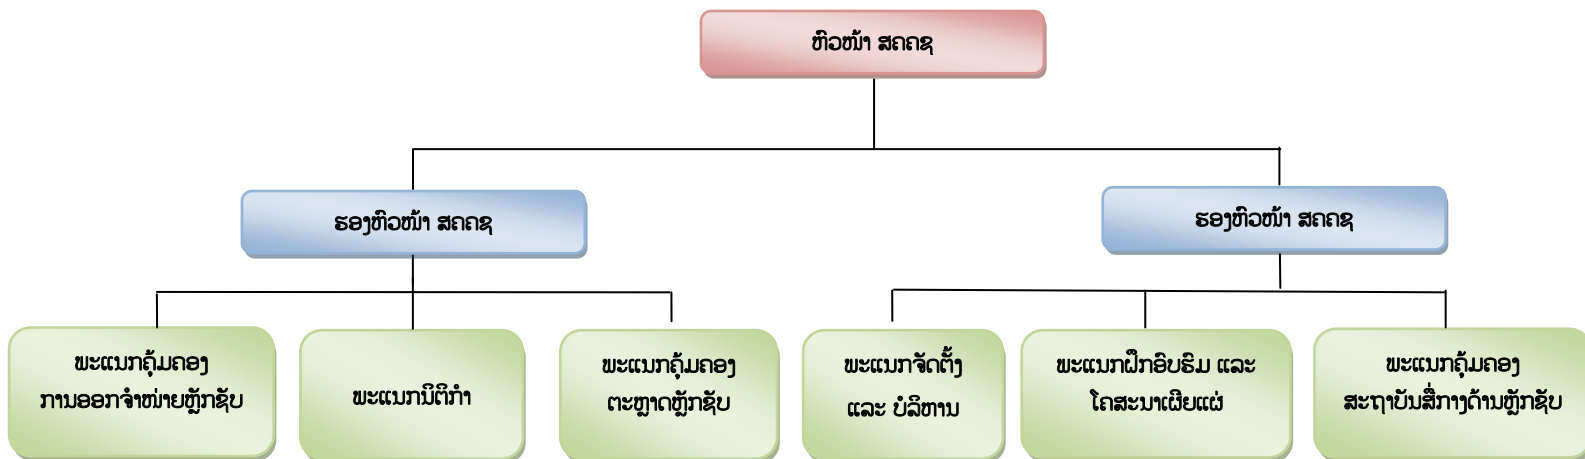 ຫົວໜ້າ ສຄຄຊ
ຮອງຫົວໜ້າ ສຄຄຊ
ຮອງຫົວໜ້າ ສຄຄຊ
ພະແນກຄຸ້ມຄອງ
ການອອກຈຳໜ່າຍຫຼັກຊັບ
ພະແນກນິຕິກຳ
ພະແນກຄຸ້ມຄອງ
ຕະຫຼາດຫຼັກຊັບ
ພະແນກຈັດຕັ້ງ
ແລະ ບໍລິຫານ
ພະແນກຝຶກອົບຮົມ ແລະ
ໂຄສະນາເຜີຍແຜ່
ພະແນກຄຸ້ມຄອງ
ສະຖາບັນສື່ກາງດ້ານຫຼັກຊັບ